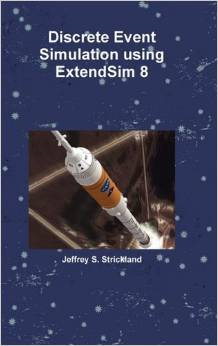 Discrete Event
Simulation using
ExtendSim 8
Jeffrey S. Strickland